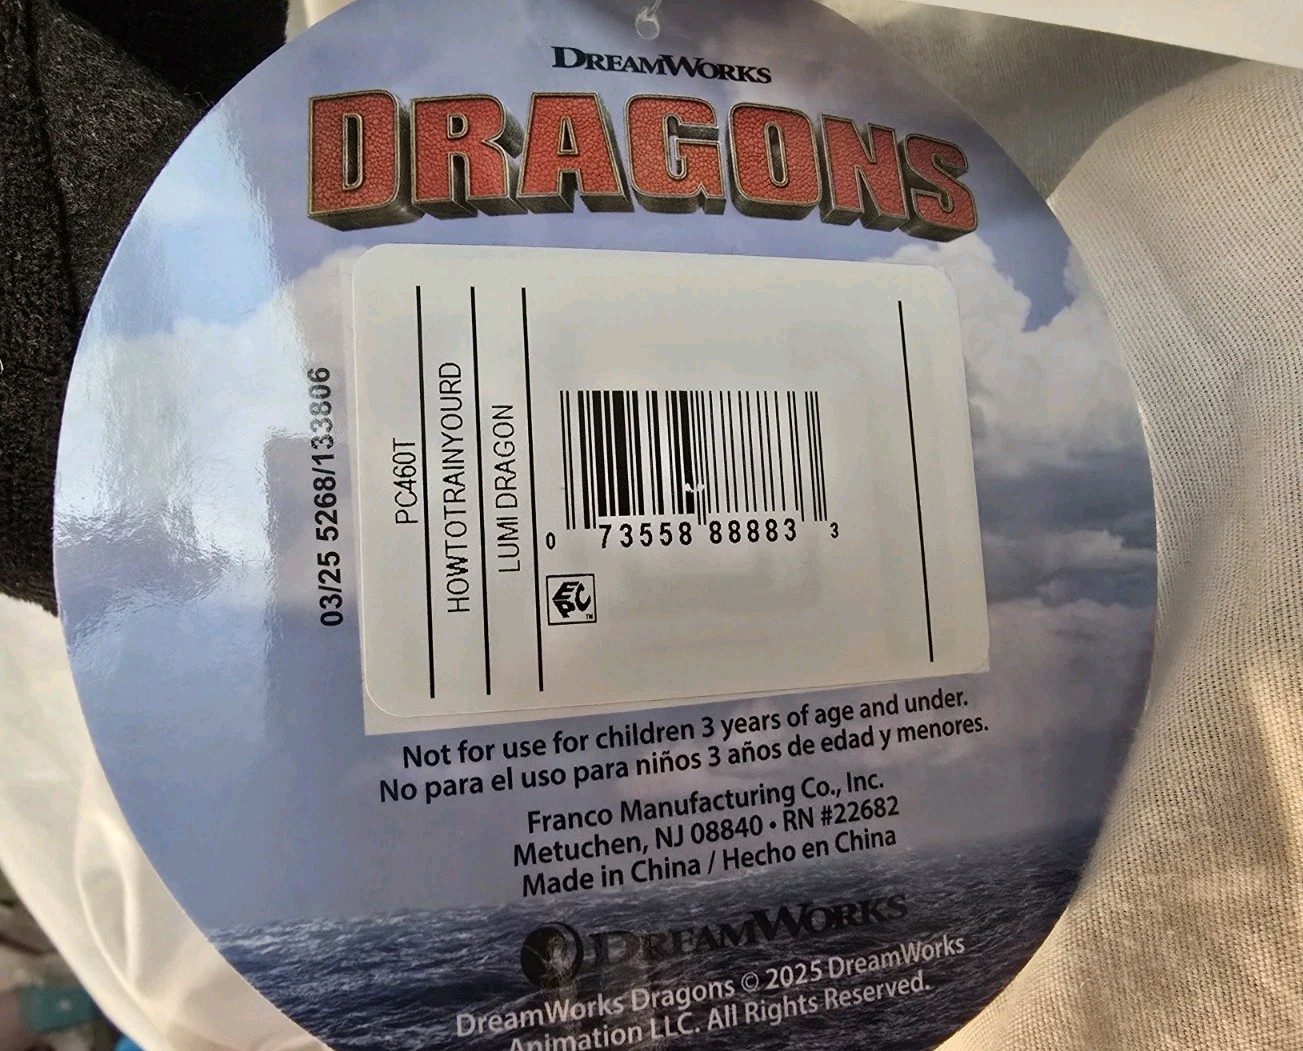 DREAMWORKS
DRAGONS
03/25 5268/133806
PC460T
HOWTOTRAINYOURD
LUMI DRAGON
0 73558 88883 3
EPC TM
Not for use for children 3 years of age and under.
No para el uso para niños 3 años de edad y menores.
Franco Manufacturing Co., Inc.
Metuchen, NJ 08840 • RN #22682
Made in China / Hecho en China
DREAMWORKS
DreamWorks Dragons © 2025 DreamWorks
Animation LLC. All Rights Reserved.